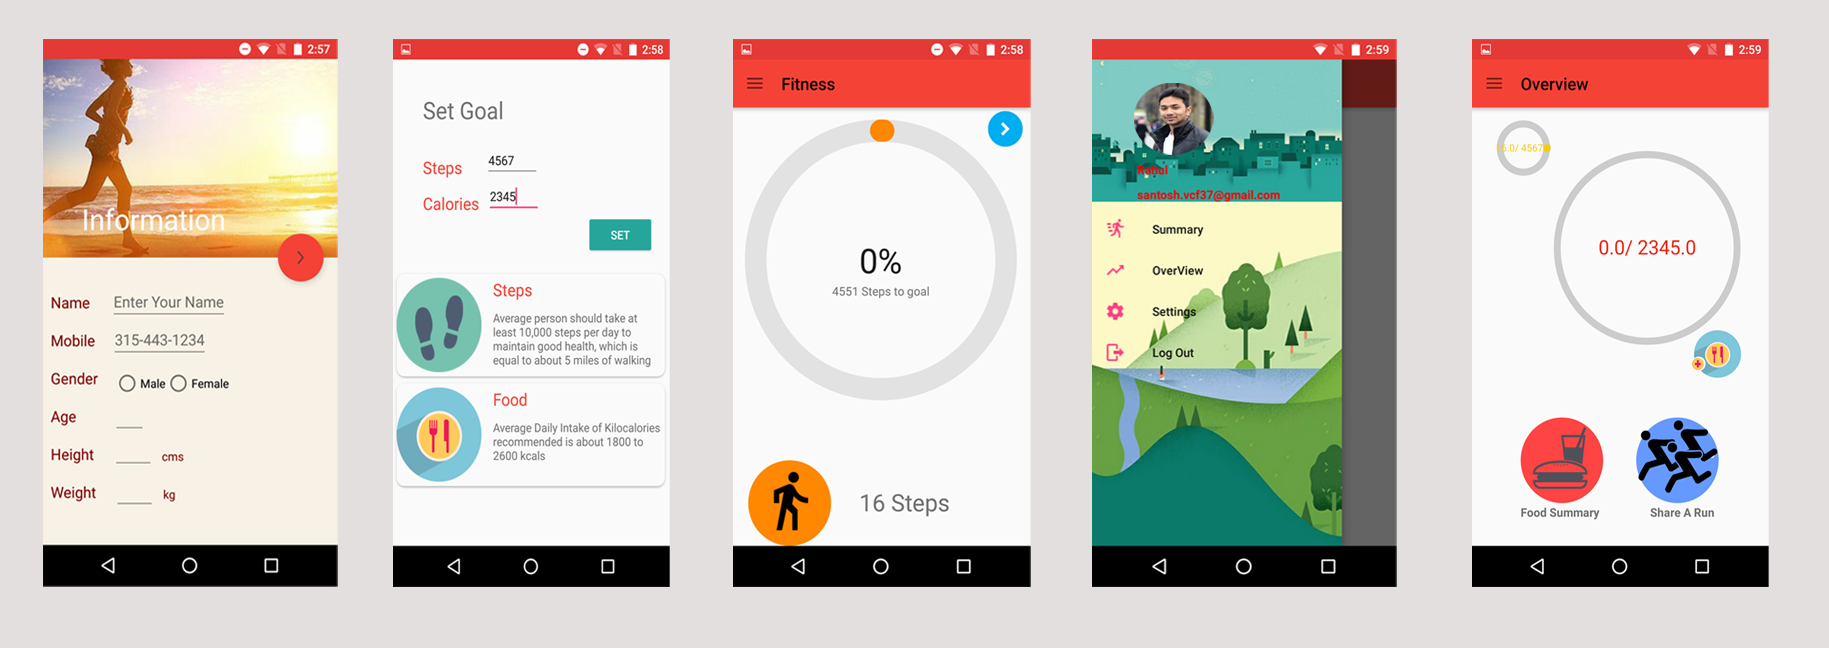 2:57
Information
Name Enter Your Name
Mobile 315-443-1234
Gender Male Female
Age
Height cms
Weight kg
2:58
Set Goal
Steps 4567
Calories 2345
SET
Steps
Average person should take at
least 10,000 steps per day to
maintain good health, which is
equal to about 5 miles of walking
Food
Average Daily Intake of Kilocalories
recommended is about 1800 to
2600 kcals
2:58
Fitness
0%
4551 Steps to goal
16 Steps
2:59
Rahul
santosh.vcf37@gmail.com
Summary
OverView
Settings
Log Out
2:59
Overview
16.0/ 4567
0.0/ 2345.0
Food Summary
Share A Run